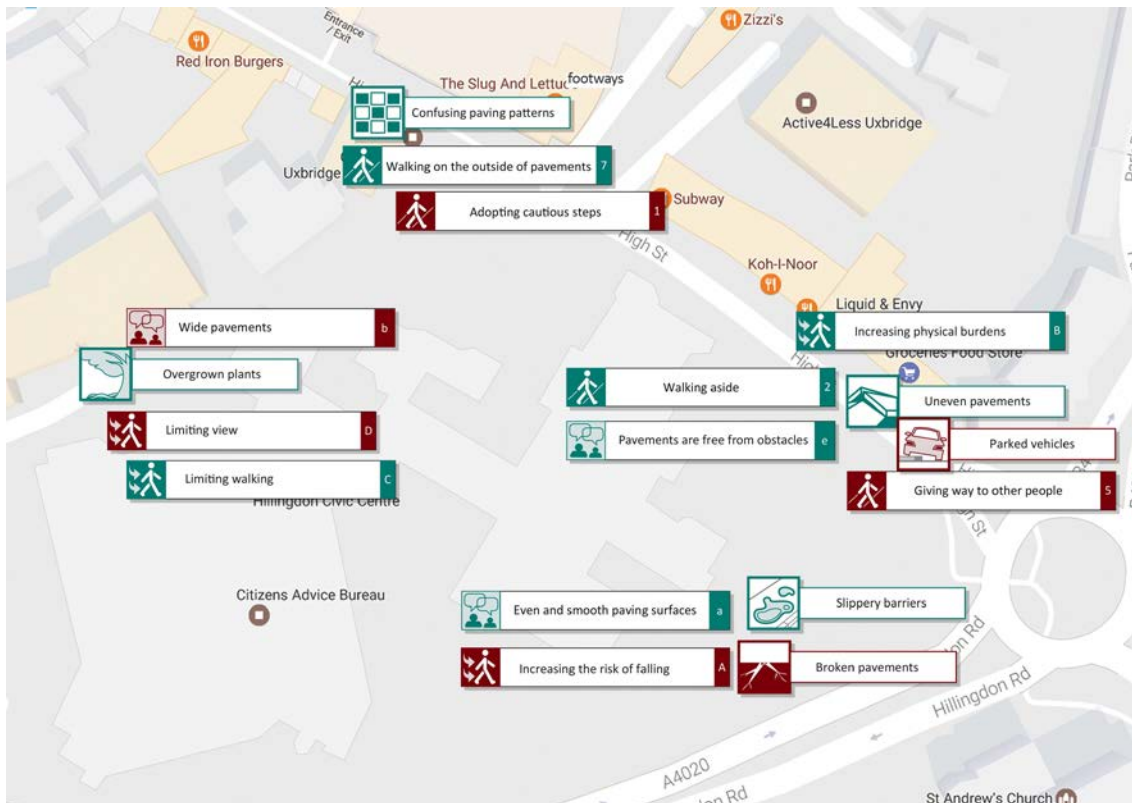 Entrance
/ Exit
Zizzi's
Red Iron Burgers
The Slug And Lettuc
footways
Confusing paving patterns
Active4Less Uxbridge
Uxbridge
Walking on the outside of pavements 7
Adopting cautious steps 1
Subway
High St
Koh-I-Noor
Liquid & Envy
Wide pavements b
Increasing physical burdens B
Groceries Food Store
Overgrown plants
Walking aside 2
Uneven pavements
Limiting view D
Pavements are free from obstacles e
Parked vehicles
Limiting walking C
Giving way to other people 5
Hillingdon Civic Centre
High St
Citizens Advice Bureau
Even and smooth paving surfaces a
Slippery barriers
Increasing the risk of falling A
Broken pavements
Hillingdon Rd
A4020
St Andrew's Church